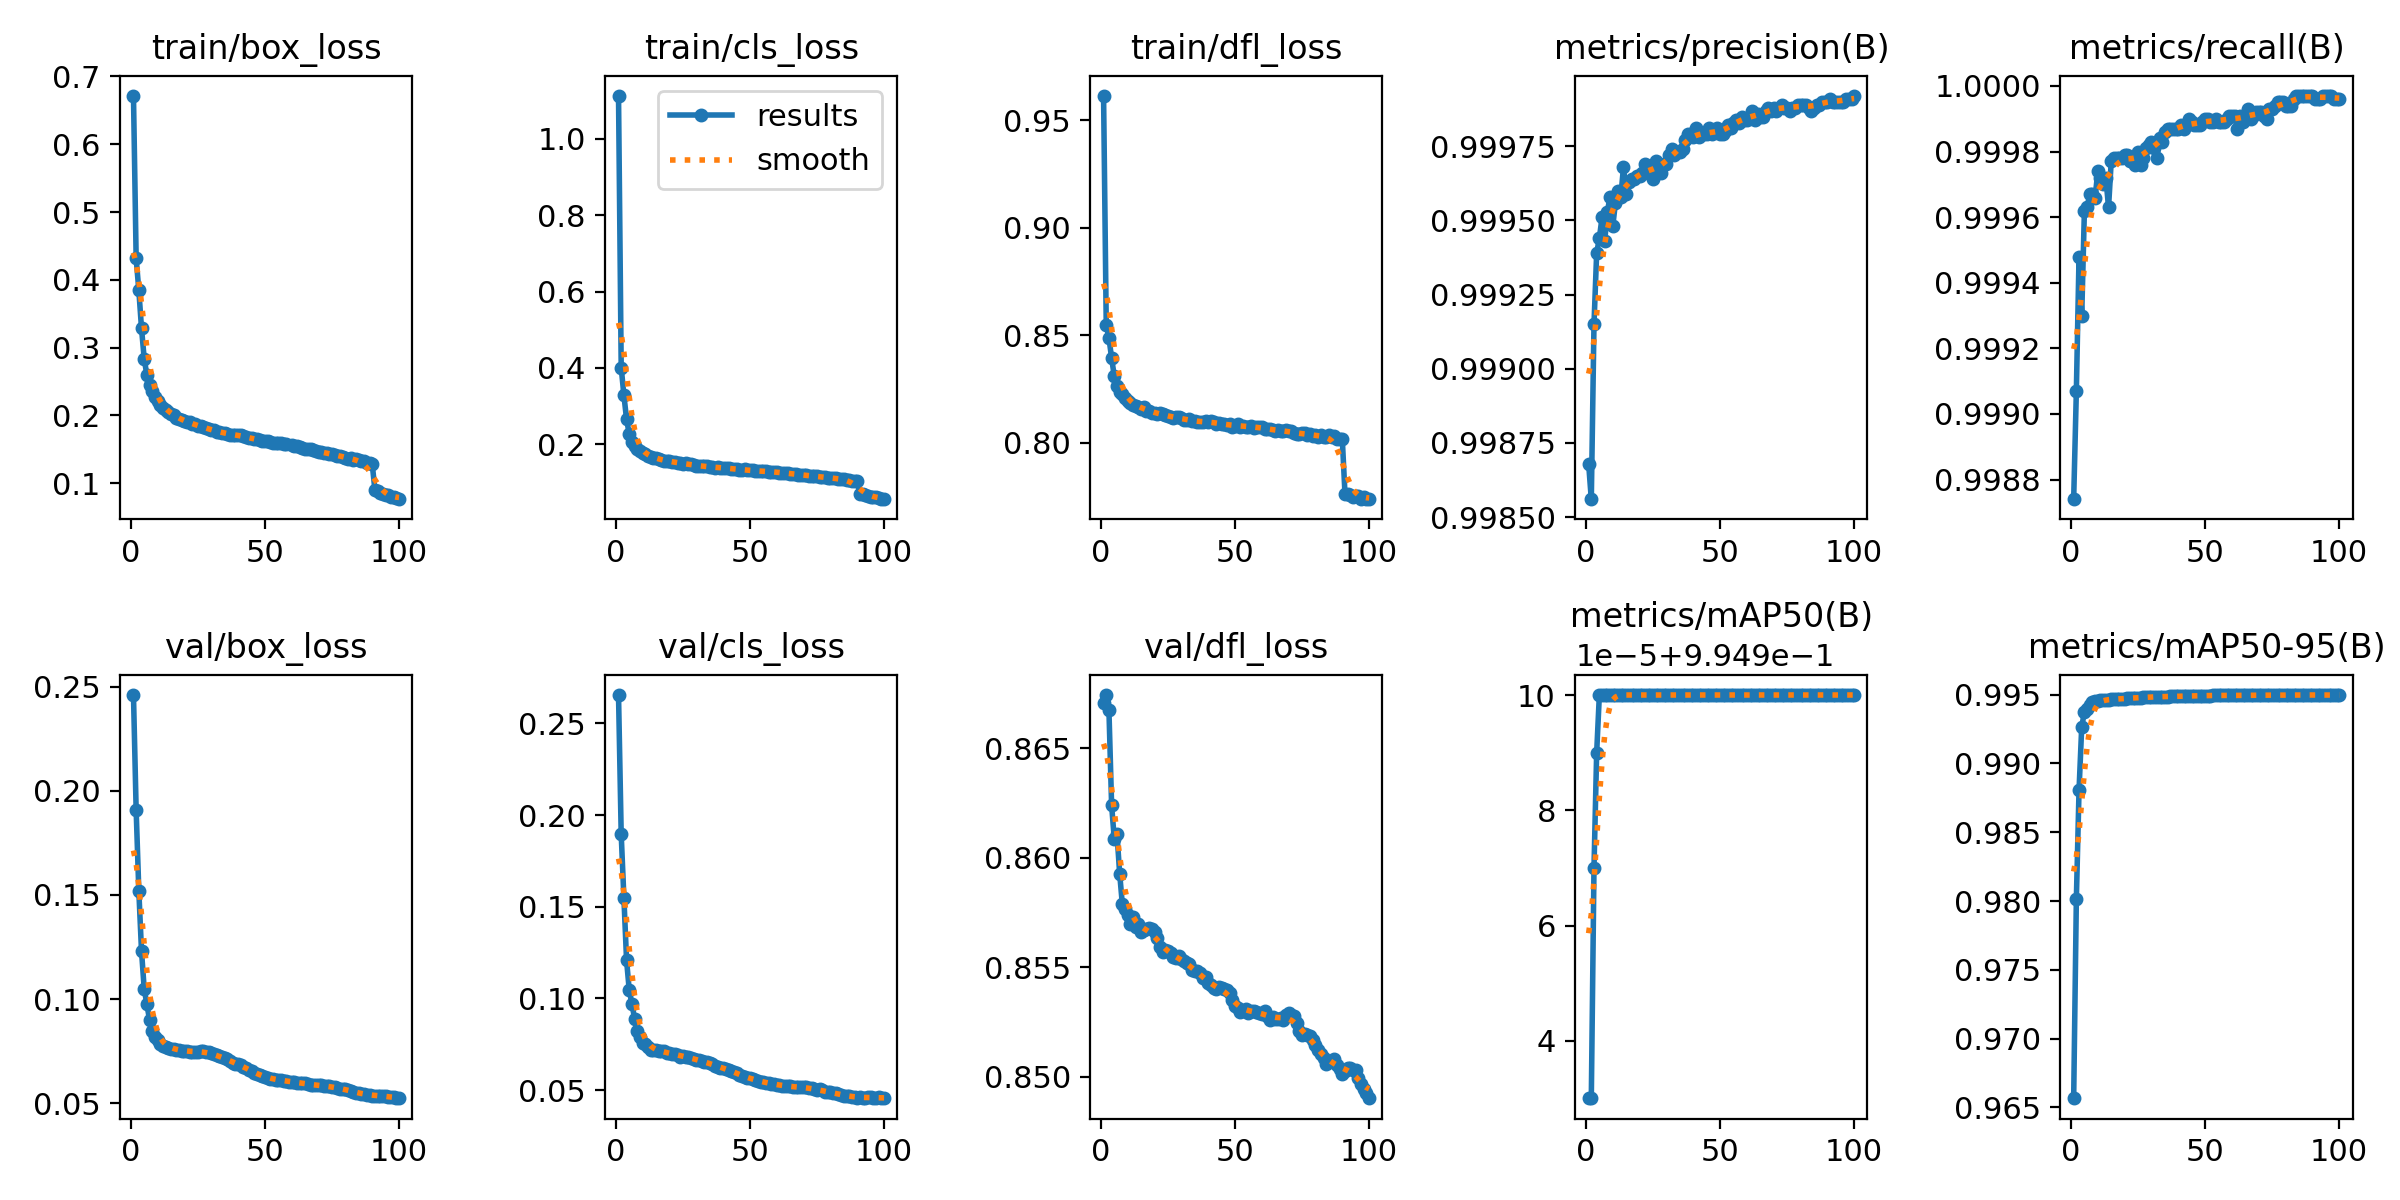 train/box_loss
0.7
0.6
0.5
0.4
0.3
0.2
0.1
0 50 100
train/cls_loss
results
smooth
1.0
0.8
0.6
0.4
0.2
0 50 100
train/dfl_loss
0.95
0.90
0.85
0.80
0 50 100
metrics/precision(B)
0.99975
0.99950
0.99925
0.99900
0.99875
0.99850
0 50 100
metrics/recall(B)
1.0000
0.9998
0.9996
0.9994
0.9992
0.9990
0.9988
0 50 100
val/box_loss
0.25
0.20
0.15
0.10
0.05
0 50 100
val/cls_loss
0.25
0.20
0.15
0.10
0.05
0 50 100
val/dfl_loss
0.865
0.860
0.855
0.850
0 50 100
metrics/mAP50(B)
1e−5+9.949e−1
10
8
6
4
0 50 100
metrics/mAP50-95(B)
0.995
0.990
0.985
0.980
0.975
0.970
0.965
0 50 100